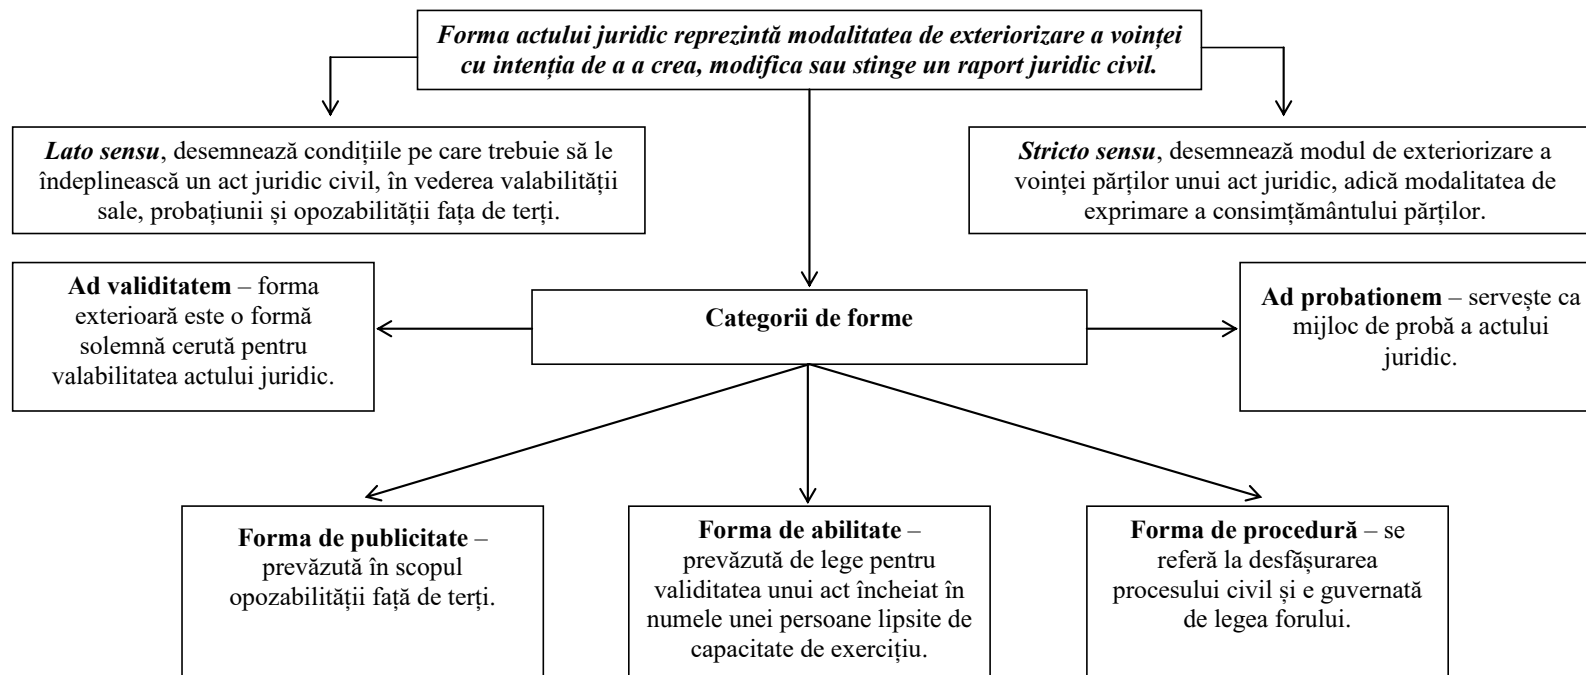 Forma actului juridic reprezintă modalitatea de exteriorizare a voinței
cu intenția de a a crea, modifica sau stinge un raport juridic civil.
Lato sensu, desemnează condițiile pe care trebuie să le
îndeplinească un act juridic civil, în vederea valabilității
sale, probațiunii și opozabilității fața de terți.
Stricto sensu, desemnează modul de exteriorizare a
voinței părților unui act juridic, adică modalitatea de
exprimare a consimțământului părților.
Ad validitatem – forma
exterioară este o formă
solemnă cerută pentru
valabilitatea actului juridic.
Categorii de forme
Ad probationem – servește ca
mijloc de probă a actului
juridic.
Forma de publicitate –
prevăzută în scopul
opozabilității față de terți.
Forma de abilitate –
prevăzută de lege pentru
validitatea unui act încheiat în
numele unei persoane lipsite de
capacitate de exercițiu.
Forma de procedură – se
referă la desfășurarea
procesului civil și e guvernată
de legea forului.